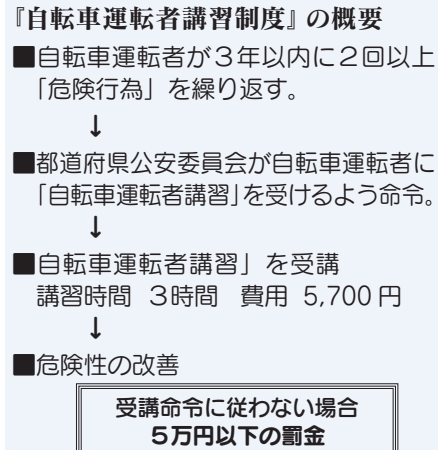 『自転車運転者講習制度』の概要
■自転車運転者が３年以内に２回以上
「危険行為」を繰り返す。
↓
■都道府県公安委員会が自転車運転者に
「自転車運転者講習」を受けるよう命令。
↓
■自転車運転者講習」を受講
講習時間 ３時間 費用 5,700 円
↓
■危険性の改善
受講命令に従わない場合
５万円以下の罰金